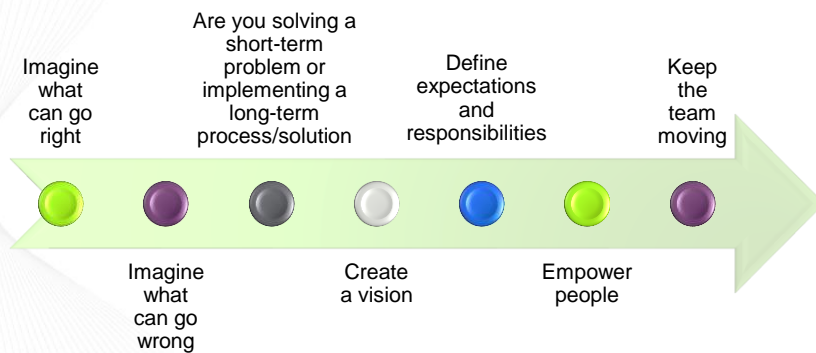 Imagine
what
can go
right
Imagine
what
can go
wrong
Are you solving a
short-term
problem or
implementing a
long-term
process/solution
Create
a vision
Define
expectations
and
responsibilities
Empower
people
Keep
the
team
moving